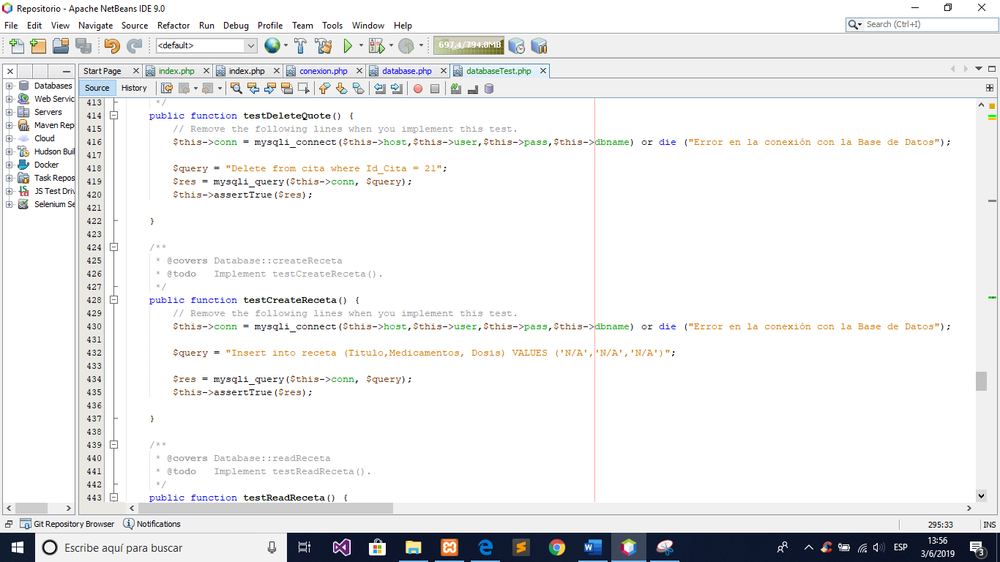 Repositorio - Apache NetBeans IDE 9.0
File Edit View Navigate Source Refactor Run Debug Profile Team Tools Window Help
Search (Ctrl+I)
<default>
697.4/794.0MB
Start Page index.php index.php conexion.php database.php databaseTest.php
Source History
Databases
Web Servic
Servers
Maven Rep
Cloud
Hudson Buil
Docker
Task Repos
JS Test Driv
Selenium Se
413 */
414 public function testDeleteQuote() {
415 // Remove the following lines when you implement this test.
416 $this->conn = mysqli_connect($this->host,$this->user,$this->pass,$this->dbname) or die ("Error en la conexión con la Base de Datos");
417
418 $query = "Delete from cita where Id_Cita = 21";
419 $res = mysqli_query($this->conn, $query);
420 $this->assertTrue($res);
421
422 }
423
424 /**
425 * @covers Database::createReceta
426 * @todo Implement testCreateReceta().
427 */
428 public function testCreateReceta() {
429 // Remove the following lines when you implement this test.
430 $this->conn = mysqli_connect($this->host,$this->user,$this->pass,$this->dbname) or die ("Error en la conexión con la Base de Datos");
431
432 $query = "Insert into receta (Titulo,Medicamentos, Dosis) VALUES ('N/A','N/A','N/A')";
433
434 $res = mysqli_query($this->conn, $query);
435 $this->assertTrue($res);
436
437 }
438
439 /**
440 * @covers Database::readReceta
441 * @todo Implement testReadReceta().
442 */
443 public function testReadReceta() {
Git Repository Browser Notifications
295:33 INS
Escribe aquí para buscar
ESP
13:56
3/6/2019
3